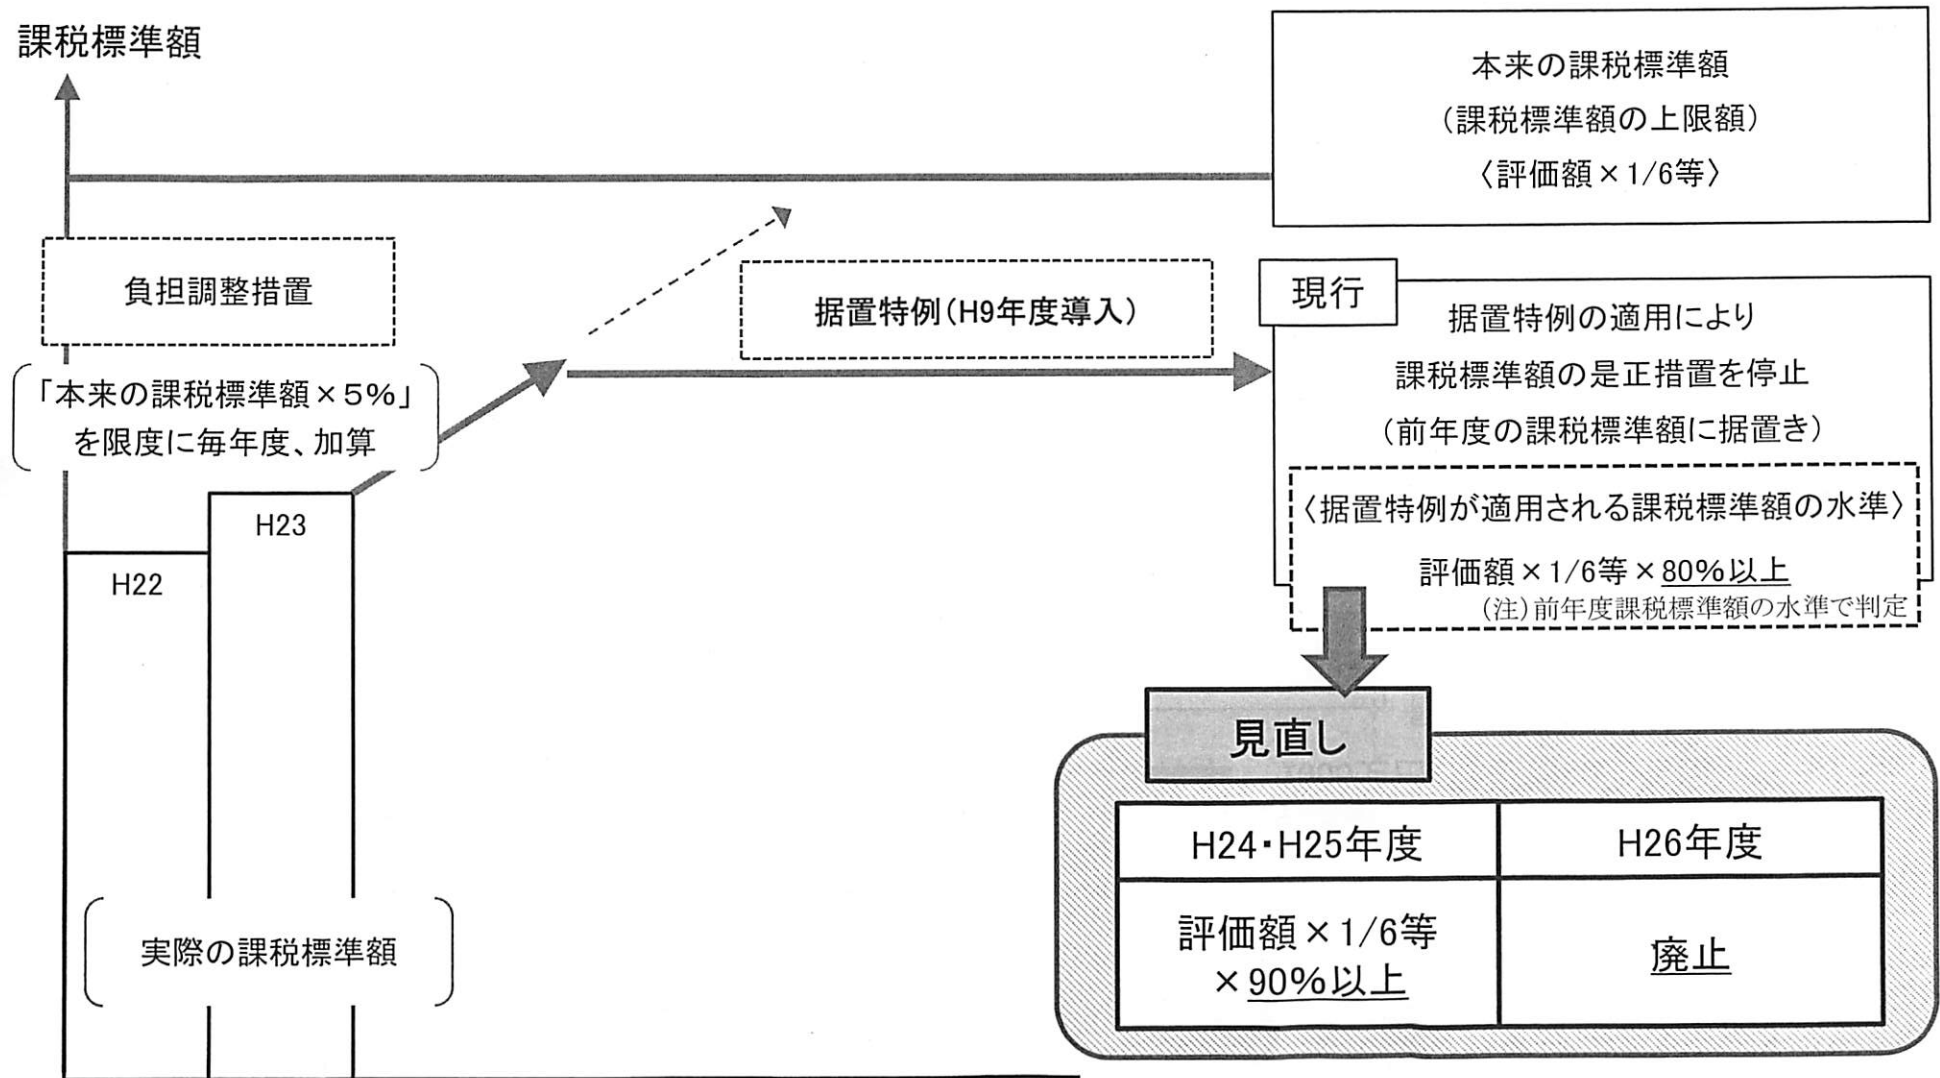 課税標準額
本来の課税標準額
(課税標準額の上限額)
〈評価額×1/6等〉
負担調整措置
「本来の課税標準額×5%」
を限度に毎年度、加算
据置特例(H9年度導入)
現行
据置特例の適用により
課税標準額の是正措置を停止
(前年度の課税標準額に据置き)
〈据置特例が適用される課税標準額の水準〉
評価額×1/6等×80%以上
(注)前年度課税標準額の水準で判定
H23
H22
実際の課税標準額
見直し
H24・H25年度
H26年度
評価額×1/6等
×90%以上
廃止